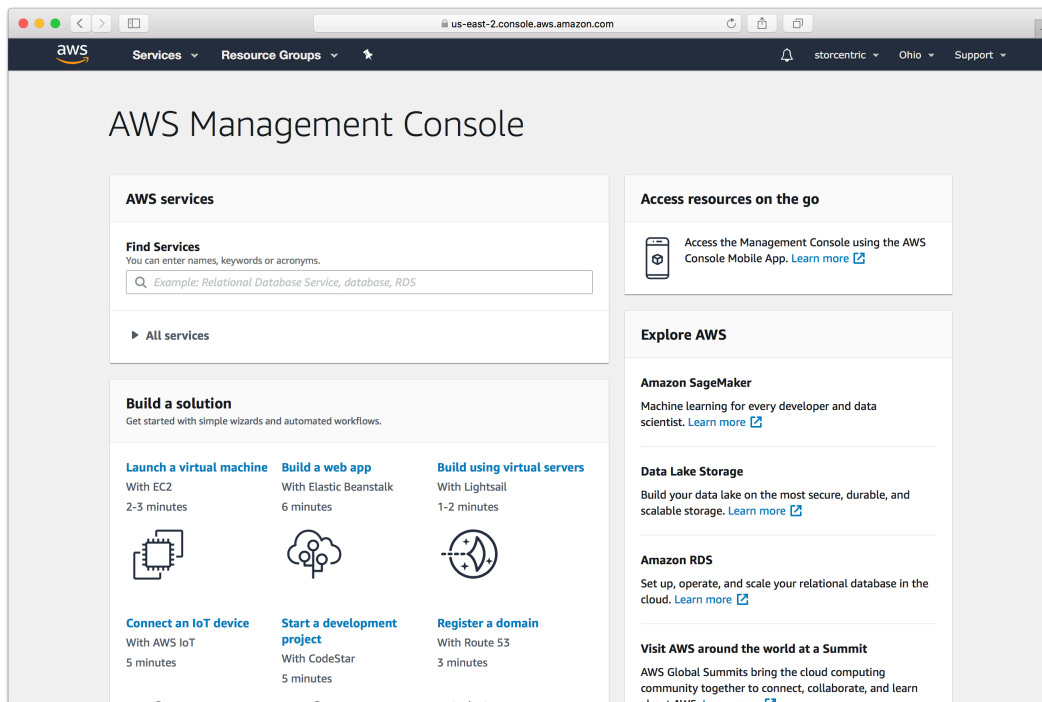 us-east-2.console.aws.amazon.com
aws
Services
Resource Groups
storcentric
Ohio
Support
AWS Management Console
AWS services
Find Services
You can enter names, keywords or acronyms.
Example: Relational Database Service, database, RDS
All services
Build a solution
Get started with simple wizards and automated workflows.
Launch a virtual machine
With EC2
2-3 minutes
Build a web app
With Elastic Beanstalk
6 minutes
Build using virtual servers
With Lightsail
1-2 minutes
Connect an IoT device
With AWS IoT
5 minutes
Start a development
project
With CodeStar
5 minutes
Register a domain
With Route 53
3 minutes
Access resources on the go
Access the Management Console using the AWS
Console Mobile App. Learn more
Explore AWS
Amazon SageMaker
Machine learning for every developer and data
scientist. Learn more
Data Lake Storage
Build your data lake on the most secure, durable, and
scalable storage. Learn more
Amazon RDS
Set up, operate, and scale your relational database in the
cloud. Learn more
Visit AWS around the world at a Summit
AWS Global Summits bring the cloud computing
community together to connect, collaborate, and learn